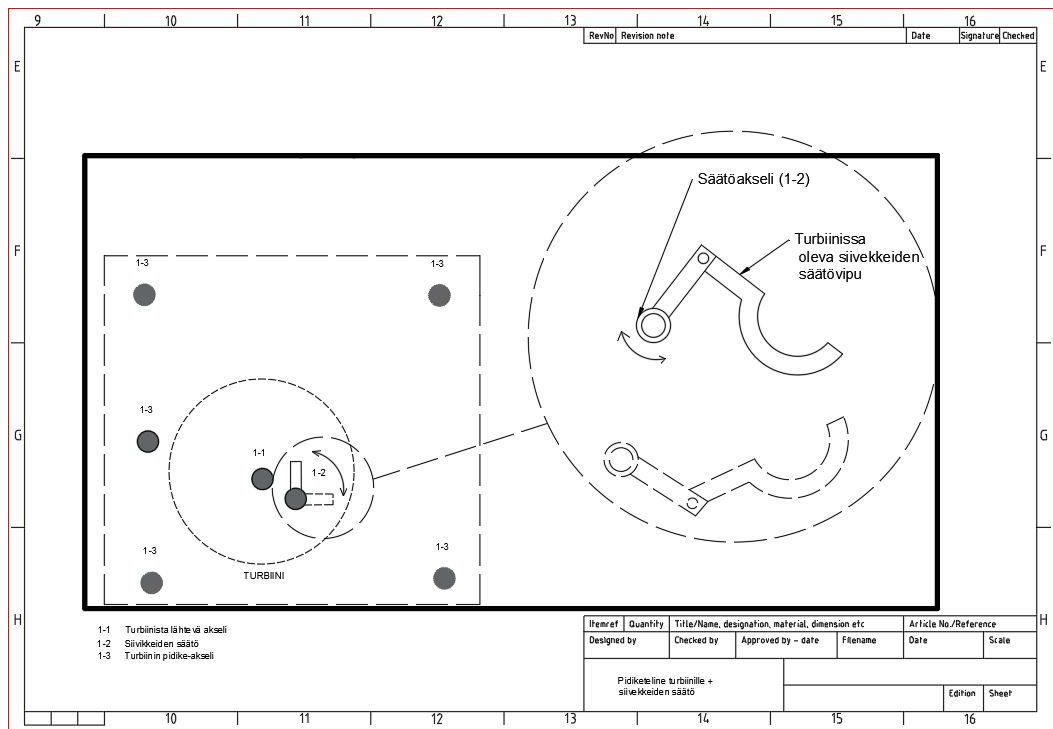 9 10 11 12 13 14 15 16
RevNo Revision note Date Signature Checked
E E
Säätöakseli (1-2)
Turbiinissa
oleva siivekkeiden
säätövipu
F F
1-3 1-3
1-3
G G
1-1
1-2
1-3 1-3
TURBIINI
H H
1-1 Turbiinista lähtevä akseli
1-2 Siivikkeiden säätö
1-3 Turbiinin pidike-akseli
Itemref Quantity Title/Name, designation, material, dimension etc Article No./Reference
Designed by Checked by Approved by - date Filename Date Scale
Pidiketeline turbiinille +
siivekkeiden säätö
Edition Sheet
10 11 12 13 14 15 16